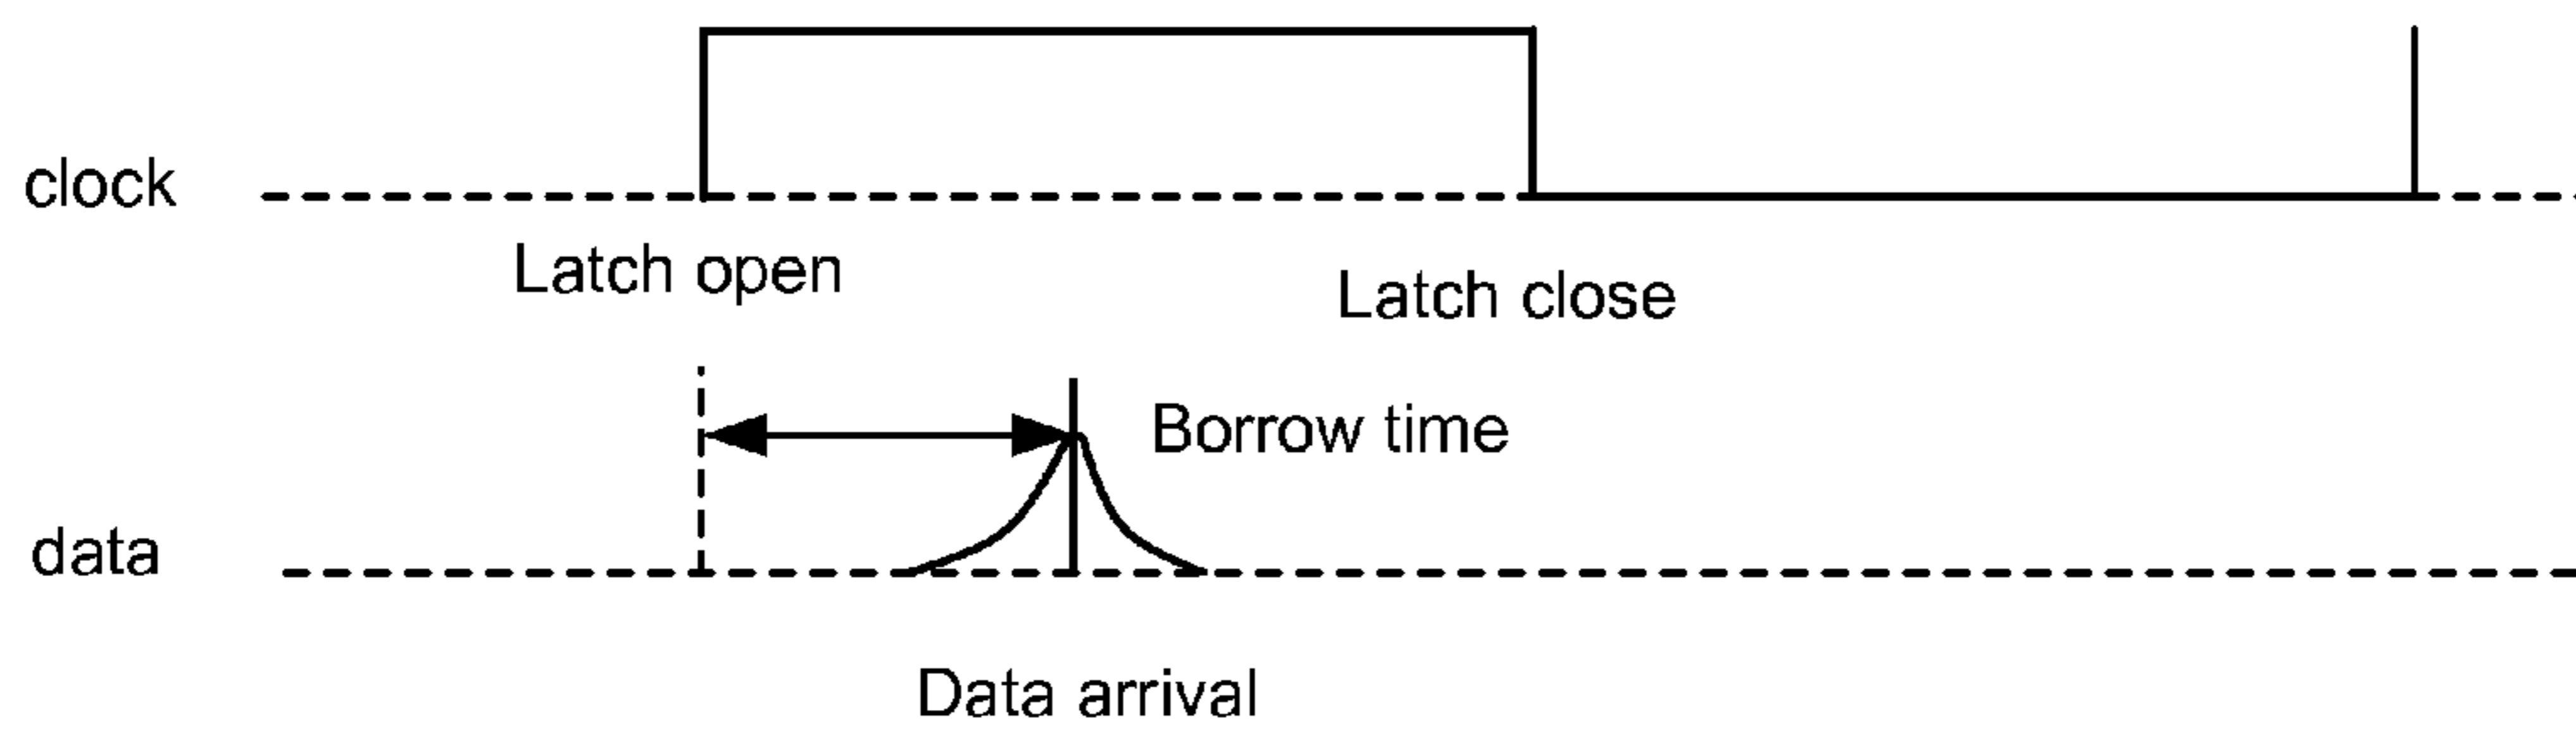 clock
Latch open
Latch close
Borrow time
data
Data arrival